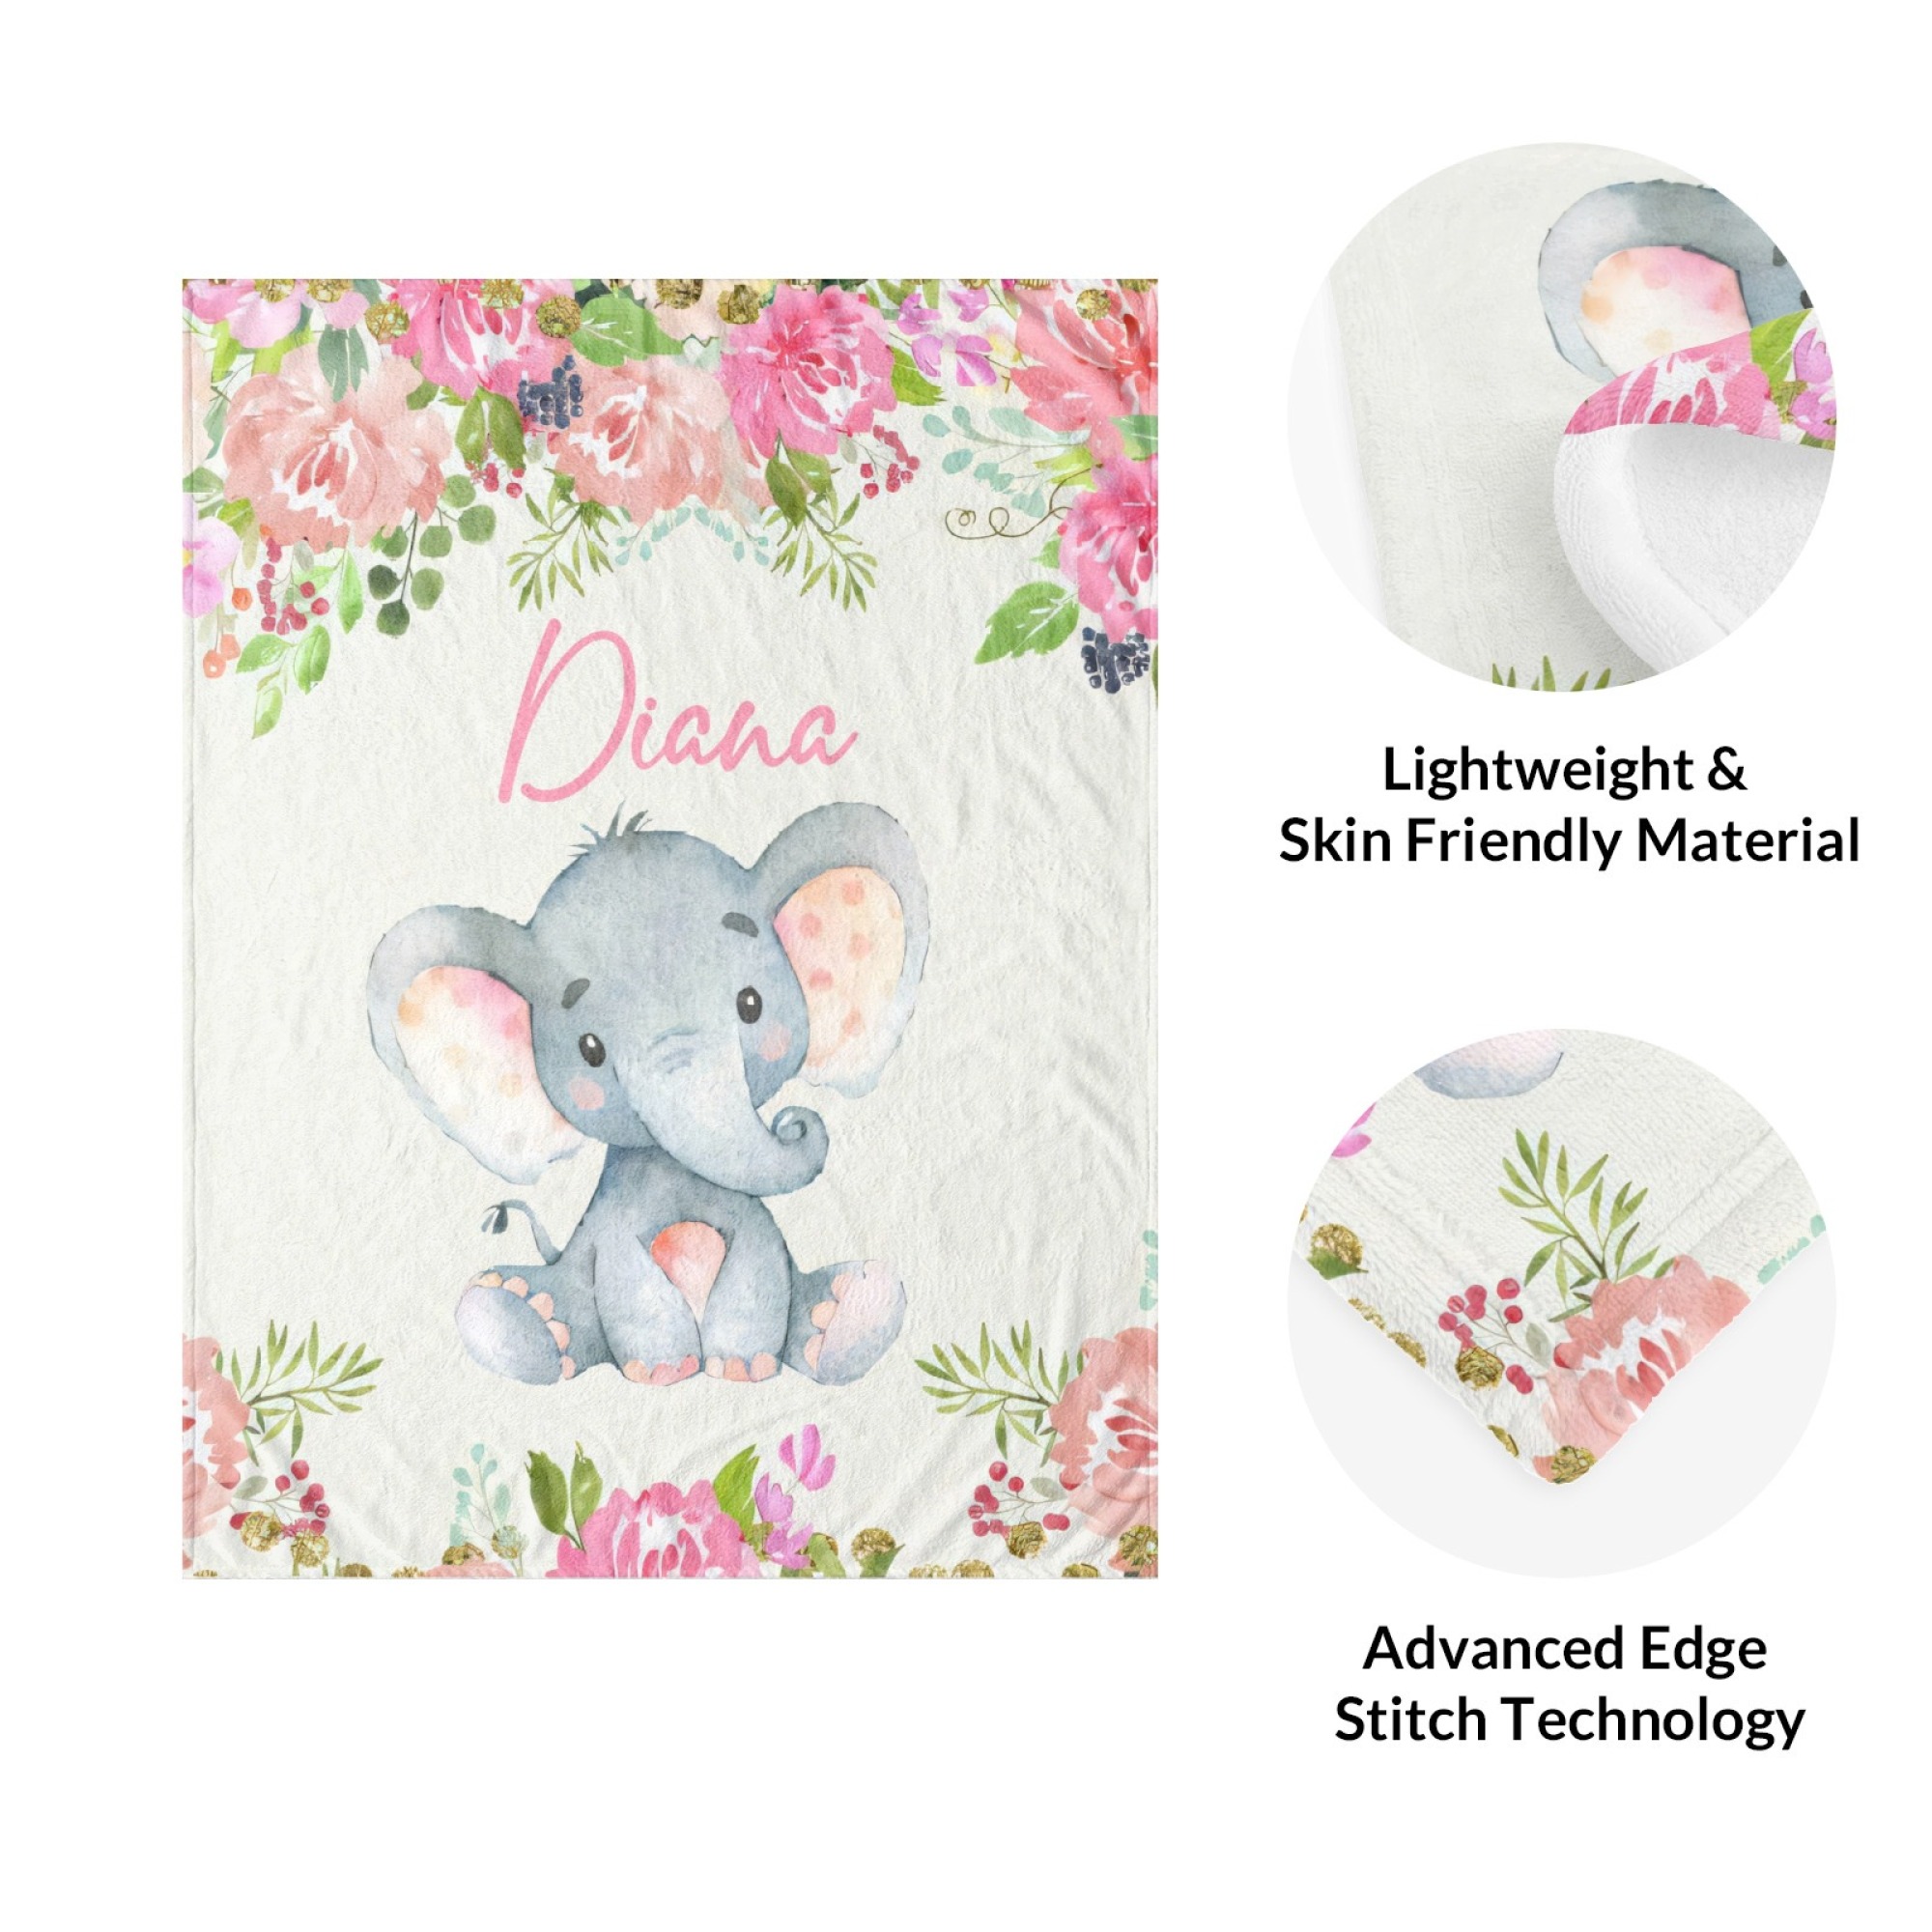 Diana
Lightweight &
Skin Friendly Material
Advanced Edge
Stitch Technology